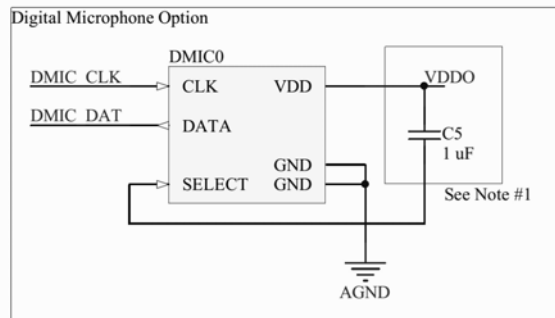 Digital Microphone Option
DMIC0
DMIC_CLK
CLK
VDD
VDDO
DMIC_DAT
DATA
C5
1 uF
GND
SELECT
GND
See Note #1
AGND